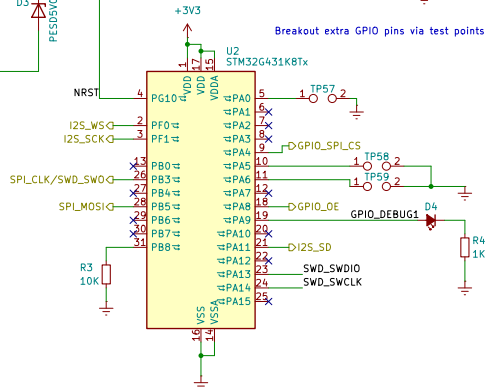 D3
PESD5V0
+3V3
Breakout extra GPIO pins via test points
U2
STM32G431K8Tx
NRST
1 17 15
VDD VDD VDDA
4 PG10 PA0 5 1 TP57 2
PA1 6
I2S_WS 2 PF0 PA2 7
I2S_SCK 3 PF1 PA3 8
PA4 9 GPIO_SPI_CS
13 PB0 PA5 10 1 TP58 2
SPI_CLK/SWD_SWO 26 PB3 PA6 11 1 TP59 2
27 PB4 PA7 12
SPI_MOSI 28 PB5 PA8 18 GPIO_OE
29 PB6 PA9 19 GPIO_DEBUG1 D4
30 PB7 PA10 20
31 PB8 PA11 21 I2S_SD
PA12 22
R4
1K
R3
10K
PA13 23 SWD_SWDIO
PA14 24 SWD_SWCLK
PA15 25
VSS VSSA
16 14